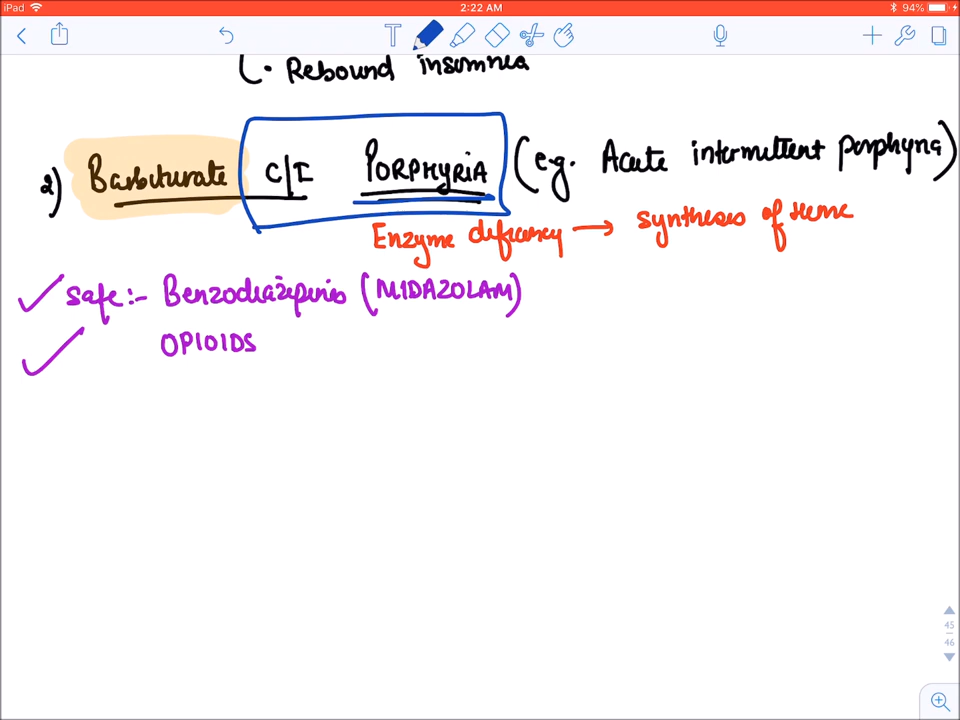 iPad 2:22 AM 94%
T
(• Rebound insomnea
2) Barbiturate C/I PORPHYRIA (e.g. Acute intermittent porphyria)
Enzyme deficiency → Synthesis of Heme
✓ Safe:- Benzodiazepines (MIDAZOLAM)
✓ OPIOIDS
45
46